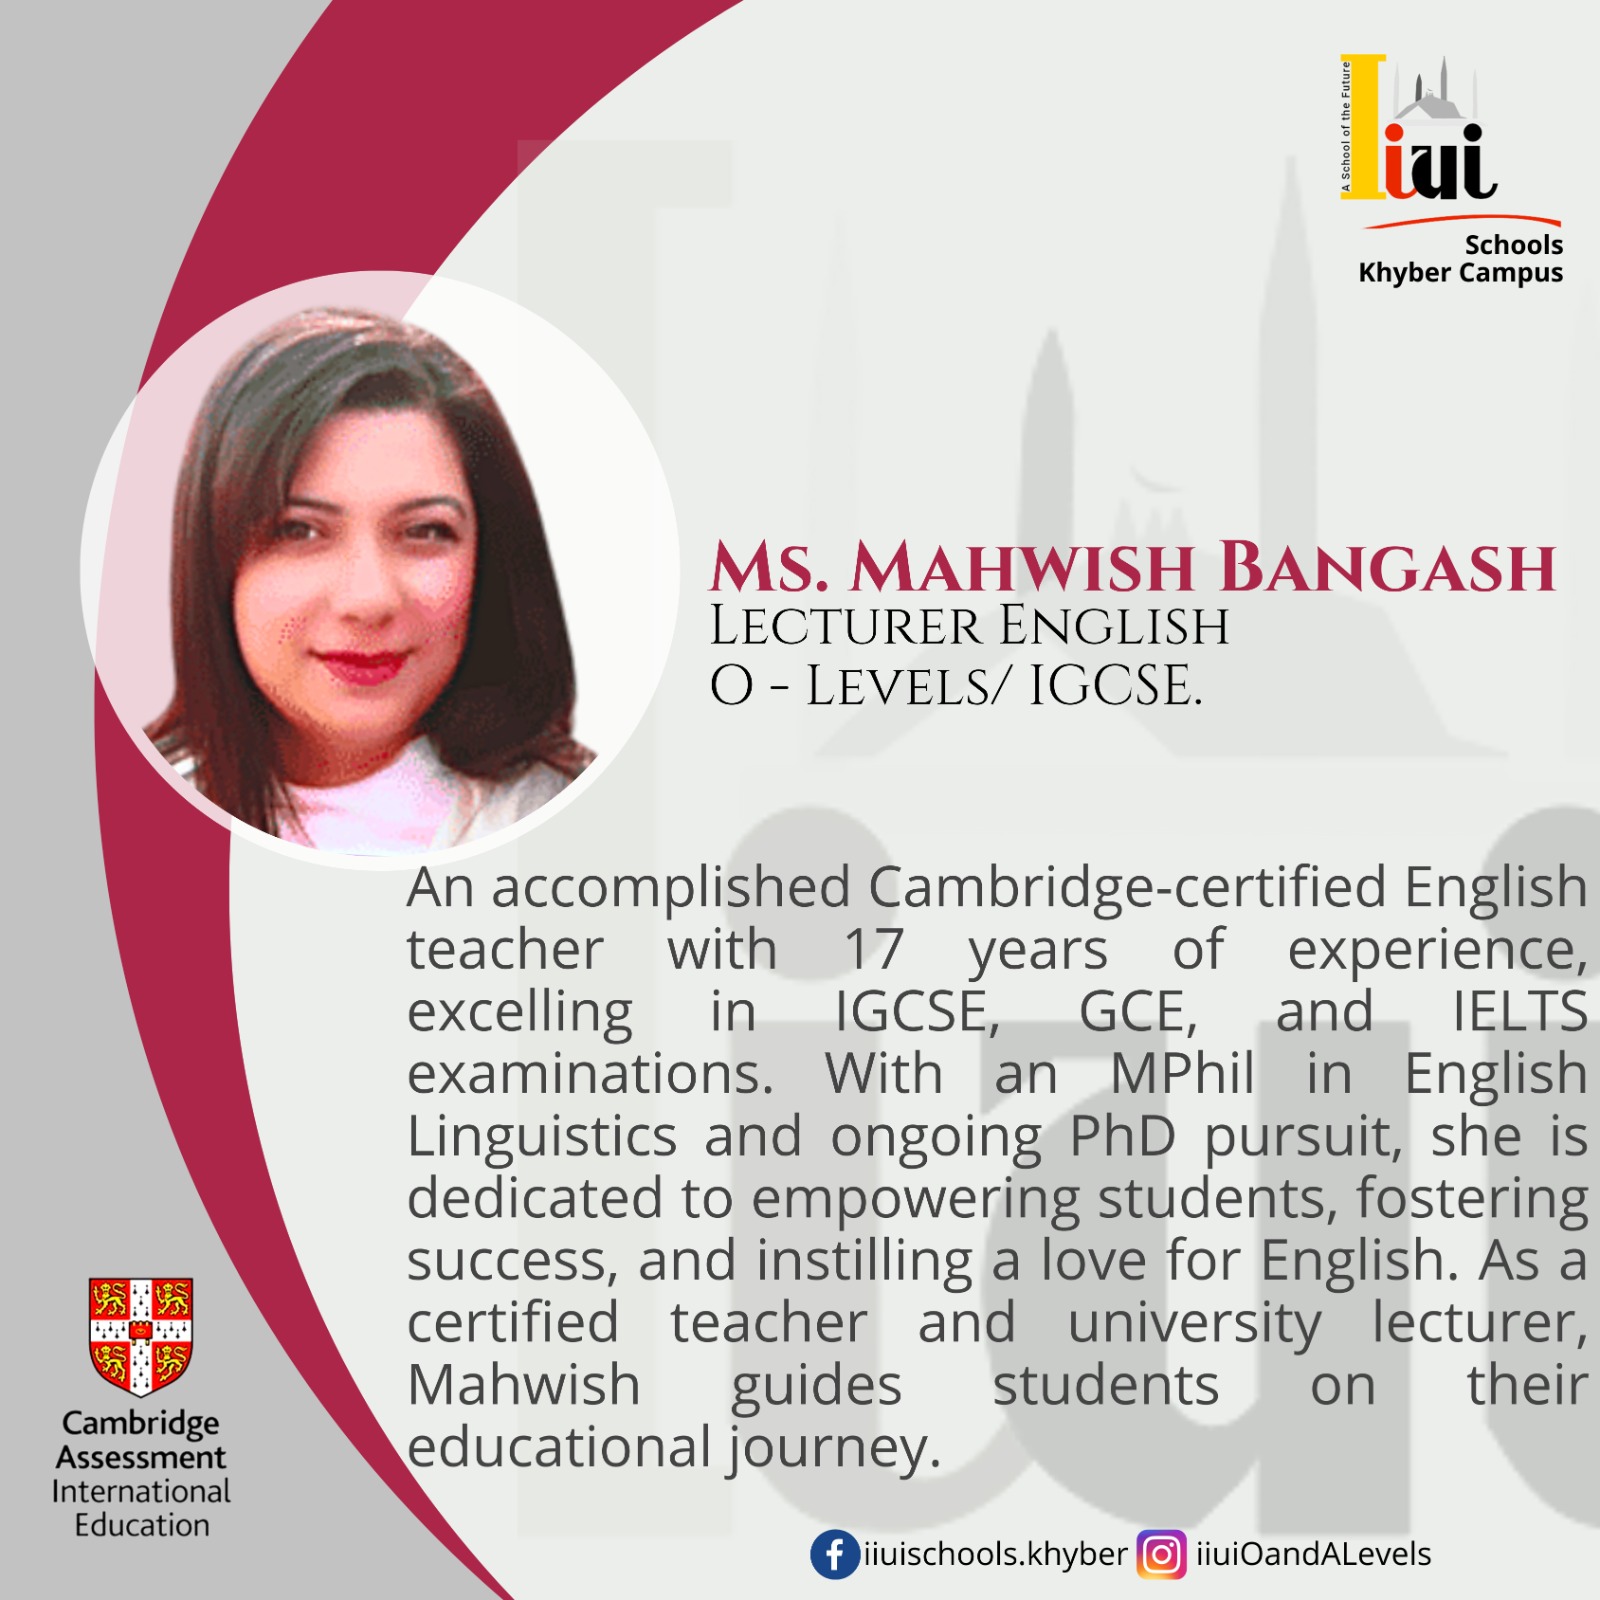 A School of the Future
iiui
Schools
Khyber Campus
Ms. Mahwish Bangash
Lecturer English
O - Levels/ IGCSE.
An accomplished Cambridge-certified English
teacher with 17 years of experience,
excelling in IGCSE, GCE, and IELTS
examinations. With an MPhil in English
Linguistics and ongoing PhD pursuit, she is
dedicated to empowering students, fostering
success, and instilling a love for English. As a
certified teacher and university lecturer,
Mahwish guides students on their
educational journey.
Cambridge
Assessment
International
Education
iiuischools.khyber iiuiOandALevels